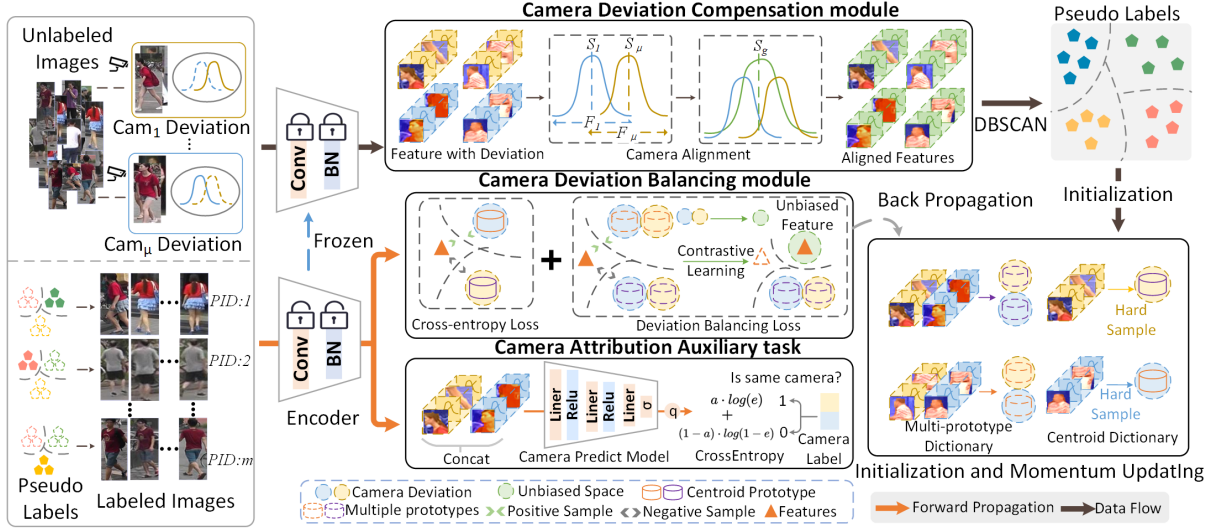 Unlabeled
Images
Cam1 Deviation
Camμ Deviation
PID:1
PID:2
PID:m
Pseudo
Labels
Labeled Images
Conv
BN
Frozen
Conv
BN
Encoder
Camera Deviation Compensation module
Feature with Deviation
S1
Sμ
F1
Fμ
Sg
Camera Alignment
Aligned Features
DBSCAN
Pseudo Labels
Initialization
Camera Deviation Balancing module
Cross-entropy Loss
+
Contrastive
Learning
Unbiased
Feature
Deviation Balancing Loss
Back Propagation
Camera Attribution Auxiliary task
Concat
Liner
Relu
Liner
Relu
Liner
σ
q
Camera Predict Model
Is same camera?
a · log(e) 1
+
(1−a) · log(1−e) 0
CrossEntropy
Camera
Label
Hard
Sample
Hard
Sample
Multi-prototype
Dictionary
Centroid Dictionary
Initialization and Momentum UpdatIng
Camera Deviation
Unbiased Space
Centroid Prototype
Multiple prototypes
Positive Sample
Negative Sample
Features
Forward Propagation
Data Flow